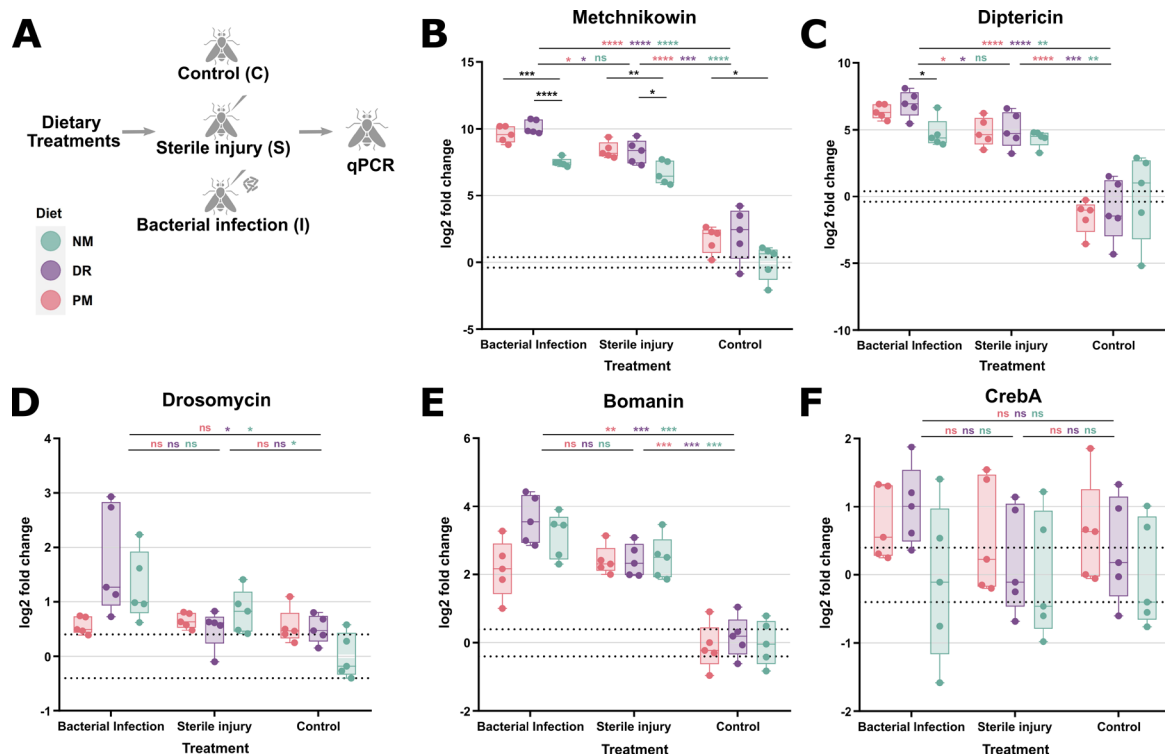 A
Control (C)
Dietary
Treatments
Sterile injury (S)
qPCR
Bacterial infection (I)
Diet
NM
DR
PM
B
Metchnikowin
**** **** ****
* * ns
**** *** ****
*** ** *
**** *
log2 fold change
15
10
5
0
-5
Bacterial Infection Sterile injury Control
Treatment
C
Diptericin
**** **** **
* * ns
**** *** **
*
log2 fold change
10
5
0
-5
-10
Bacterial Infection Sterile injury Control
Treatment
D
Drosomycin
ns * *
ns ns ns
ns ns *
log2 fold change
4
3
2
1
0
-1
Bacterial Infection Sterile injury Control
Treatment
E
Bomanin
** *** ***
ns ns ns
*** *** ***
log2 fold change
6
4
2
0
-2
Bacterial Infection Sterile injury Control
Treatment
F
CrebA
ns ns ns
ns ns ns
ns ns ns
log2 fold change
2
1
0
-1
-2
Bacterial Infection Sterile injury Control
Treatment